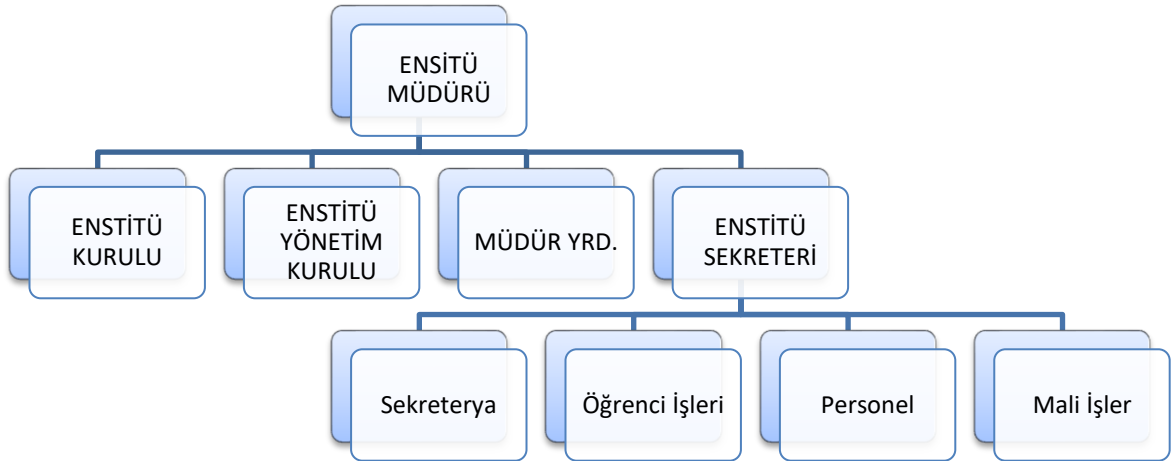 ENSİTÜ
MÜDÜRÜ
ENSTİTÜ
KURULU
ENSTİTÜ
YÖNETİM
KURULU
MÜDÜR YRD.
ENSTİTÜ
SEKRETERİ
Sekreterya
Öğrenci İşleri
Personel
Mali İşler